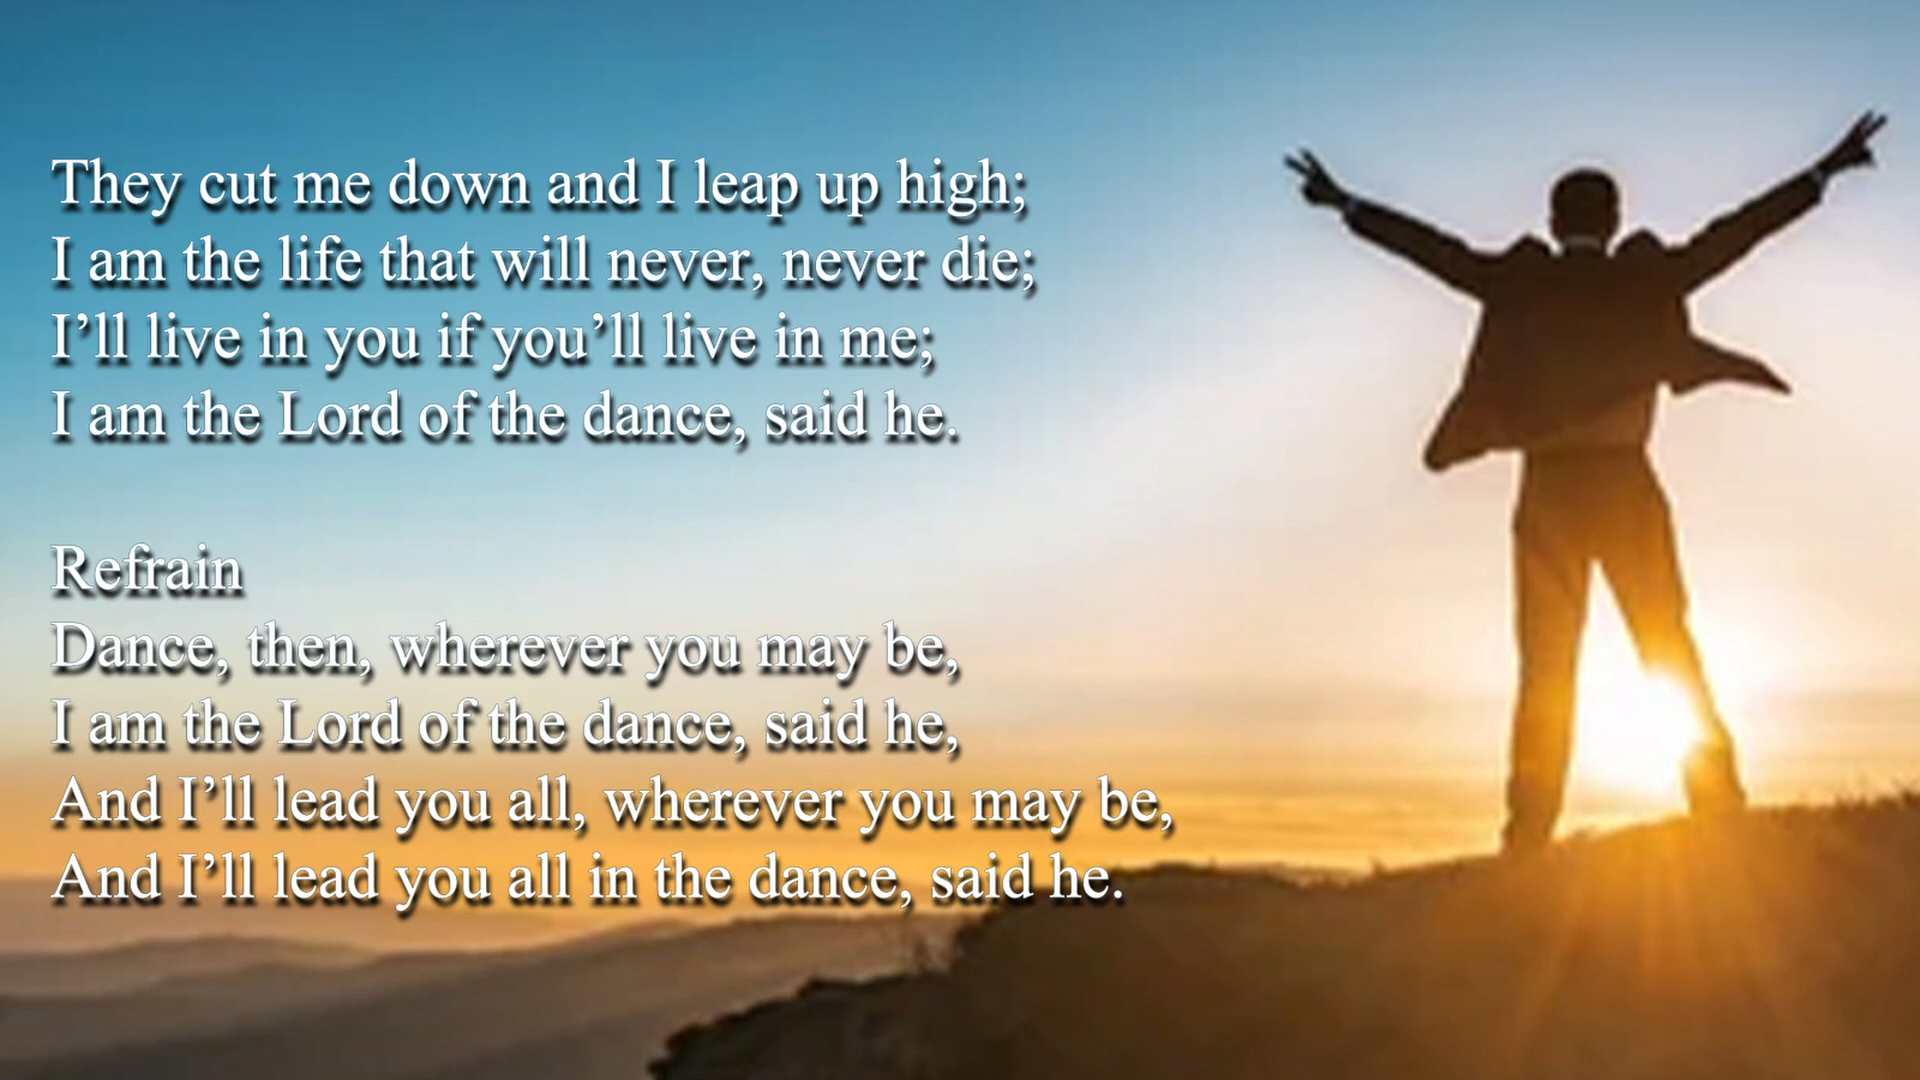 They cut me down and I leap up high;
I am the life that will never, never die;
I’ll live in you if you’ll live in me;
I am the Lord of the dance, said he.
Refrain
Dance, then, wherever you may be,
I am the Lord of the dance, said he,
And I’ll lead you all, wherever you may be,
And I’ll lead you all in the dance, said he.